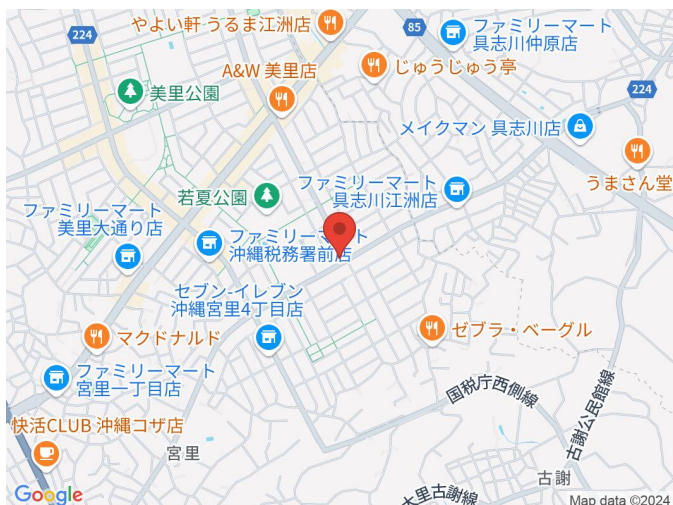 やよい軒 うるま江洲店
224
85
ファミリーマート
具志川仲原店
A&W 美里店
じゅうじゅう亭
美里公園
224
メイクマン 具志川店
うまさん堂
ファミリーマート
具志川江洲店
若夏公園
ファミリーマート
美里大通り店
ファミリーマート
沖縄税務署前店
セブン-イレブン
沖縄宮里4丁目店
マクドナルド
ゼブラ・ベーグル
ファミリーマート
宮里一丁目店
国税庁西側線
古謝公民館線
快活CLUB 沖縄コザ店
宮里
古謝
大里古謝線
Google
Map data ©2024